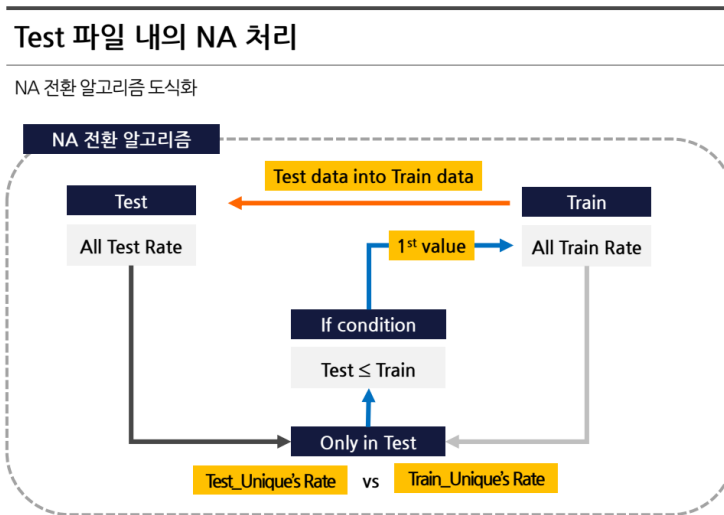 Test 파일 내의 NA 처리
NA 전환 알고리즘 도식화
NA 전환 알고리즘
Test data into Train data
Test
Train
All Test Rate
1st value
All Train Rate
If condition
Test ≤ Train
Only in Test
Test_Unique's Rate vs Train_Unique's Rate